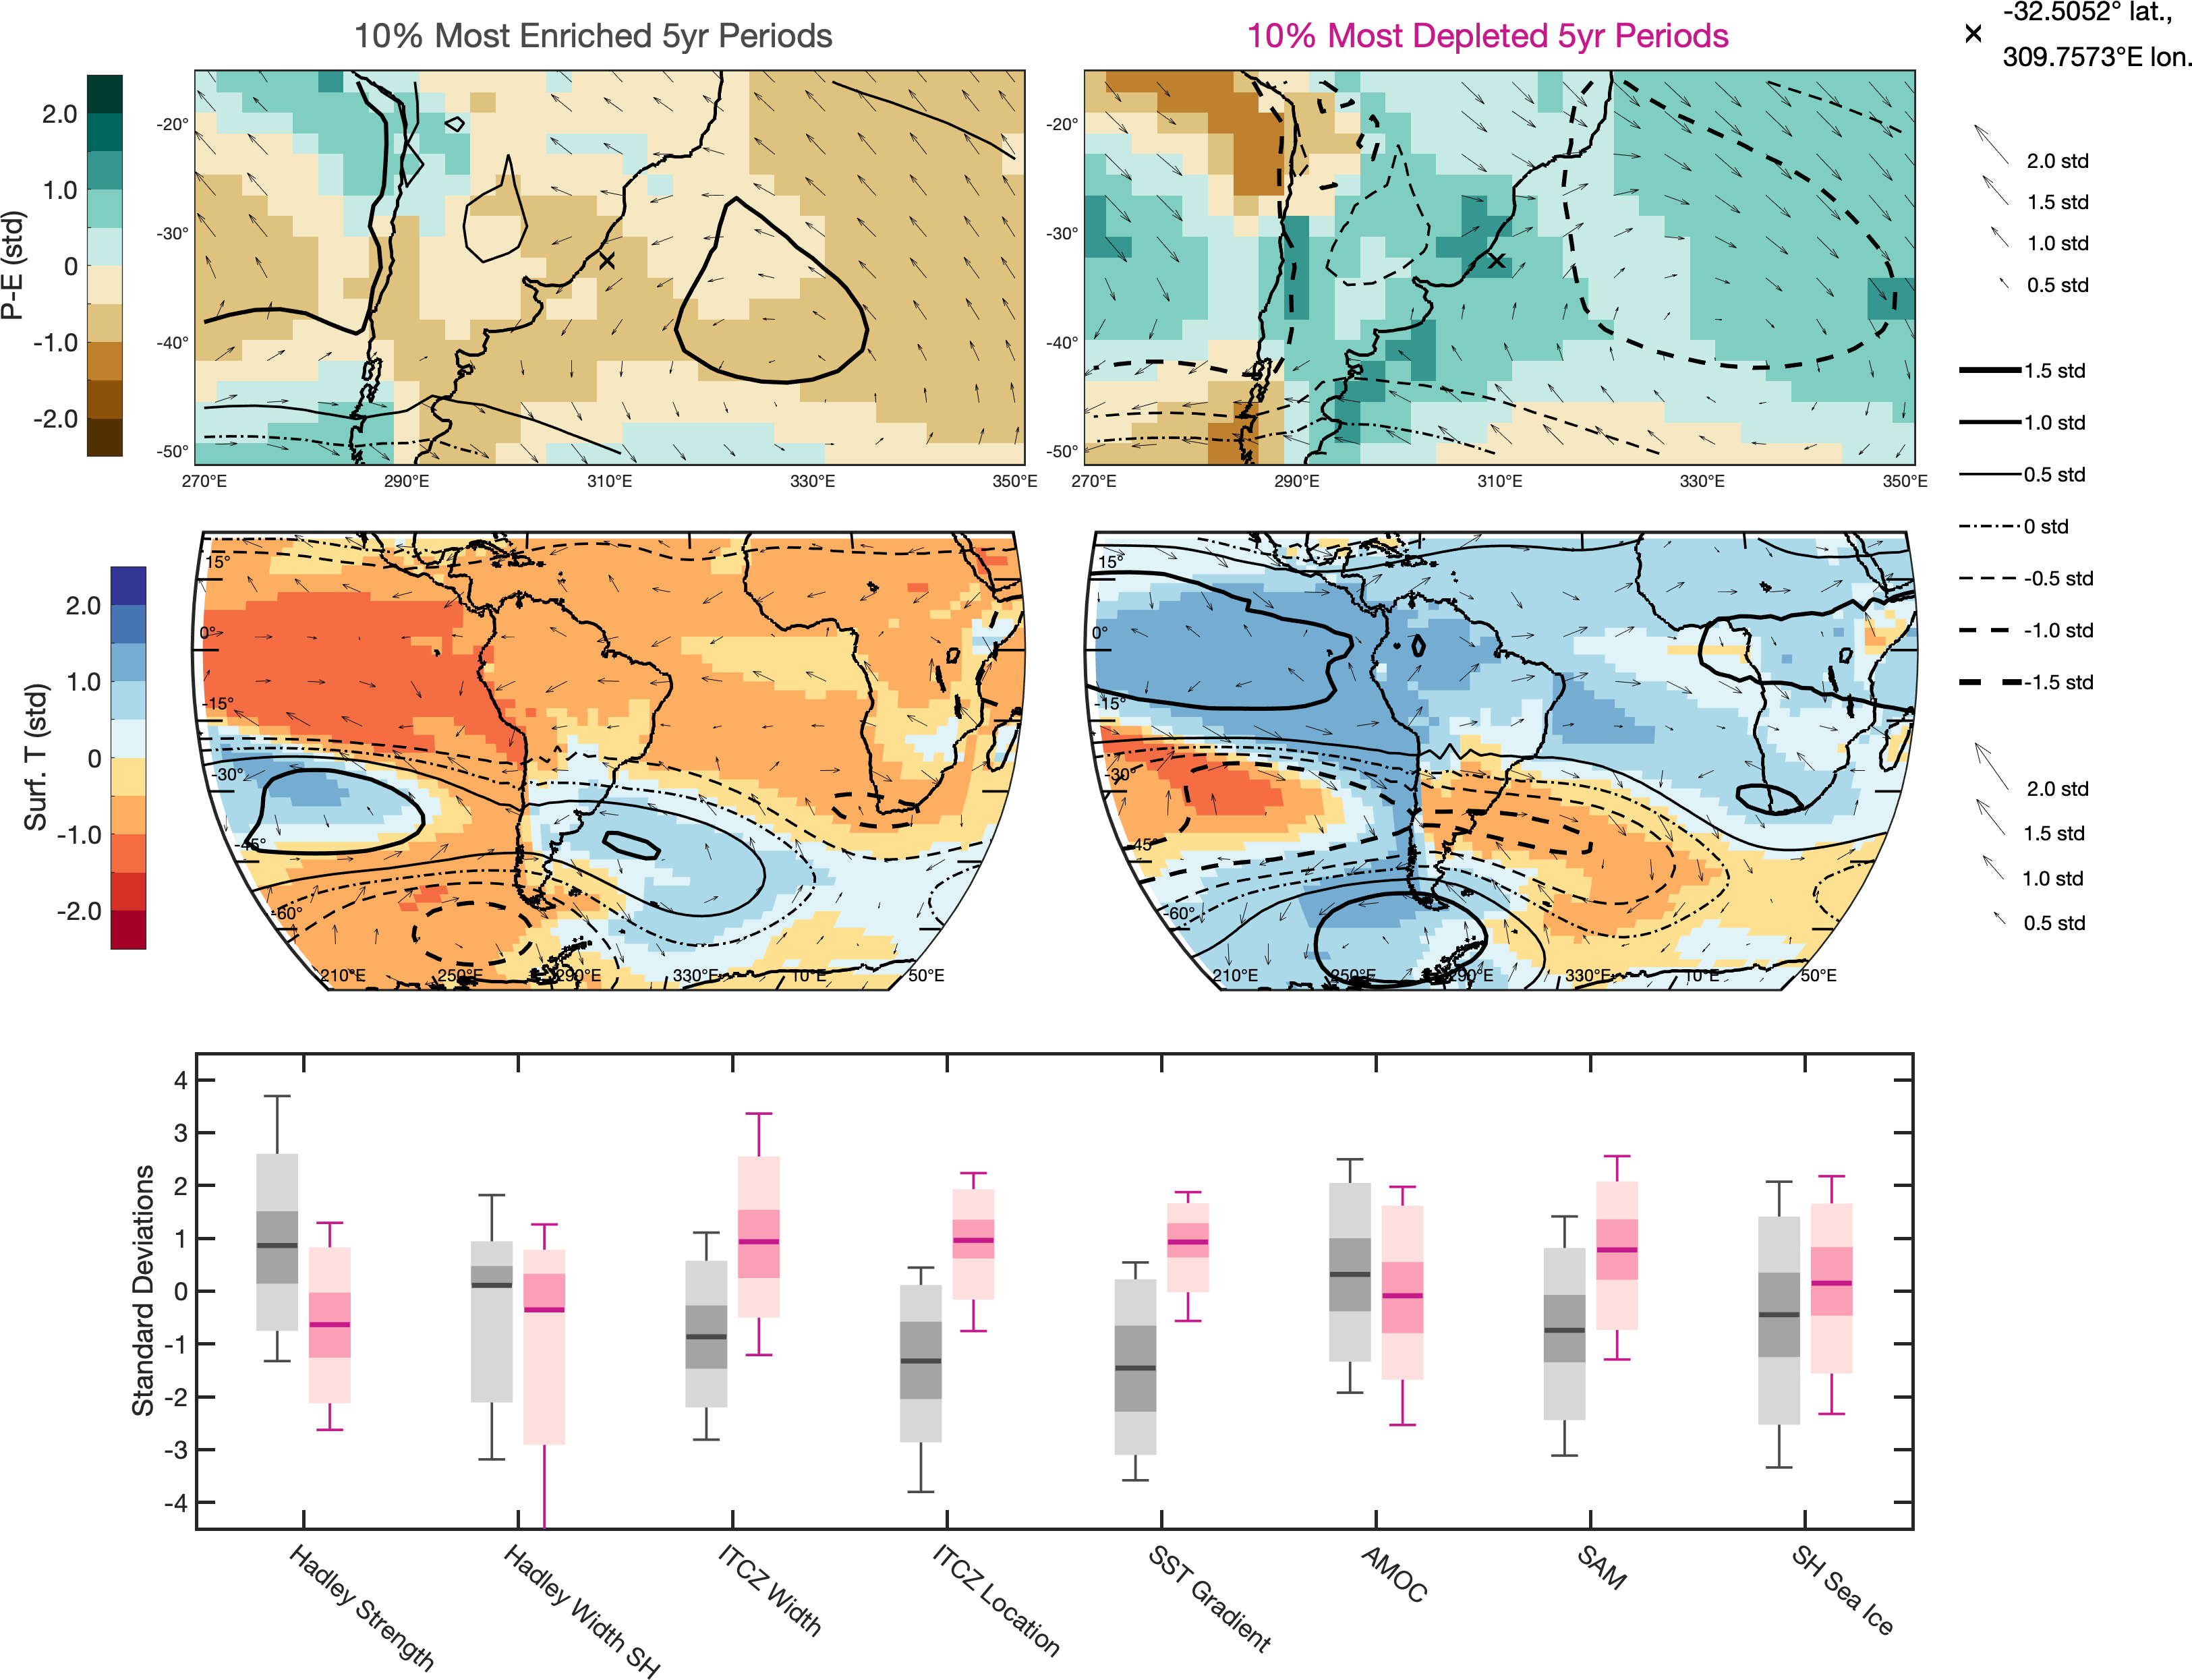 10% Most Enriched 5yr Periods
10% Most Depleted 5yr Periods
-32.5052° lat.,
309.7573°E lon.
P-E (std)
2.0
1.0
0
-1.0
-2.0
-20°
-30°
-40°
-50°
270°E
290°E
310°E
330°E
350°E
-20°
-30°
-40°
-50°
270°E
290°E
310°E
330°E
350°E
2.0 std
1.5 std
1.0 std
0.5 std
1.5 std
1.0 std
0.5 std
0 std
-0.5 std
-1.0 std
-1.5 std
Surf. T (std)
2.0
1.0
0
-1.0
-2.0
15°
0°
-15°
-30°
-45°
-60°
210°E
250°E
290°E
330°E
10°E
50°E
15°
0°
-15°
-30°
-45°
-60°
210°E
250°E
290°E
330°E
10°E
50°E
2.0 std
1.5 std
1.0 std
0.5 std
Standard Deviations
4
3
2
1
0
-1
-2
-3
-4
Hadley Strength
Hadley Width SH
ITCZ Width
ITCZ Location
SST Gradient
AMOC
SAM
SH Sea Ice